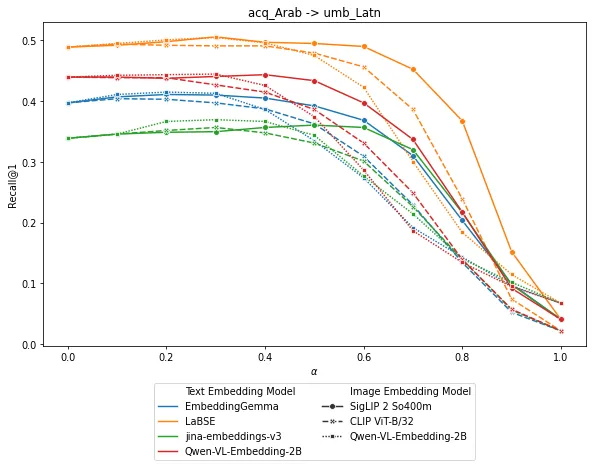 acq_Arab -> umb_Latn
Recall@1
0.5
0.4
0.3
0.2
0.1
0.0
0.0 0.2 0.4 0.6 0.8 1.0
α
Text Embedding Model Image Embedding Model
EmbeddingGemma SigLIP 2 So400m
LaBSE CLIP ViT-B/32
jina-embeddings-v3 Qwen-VL-Embedding-2B
Qwen-VL-Embedding-2B